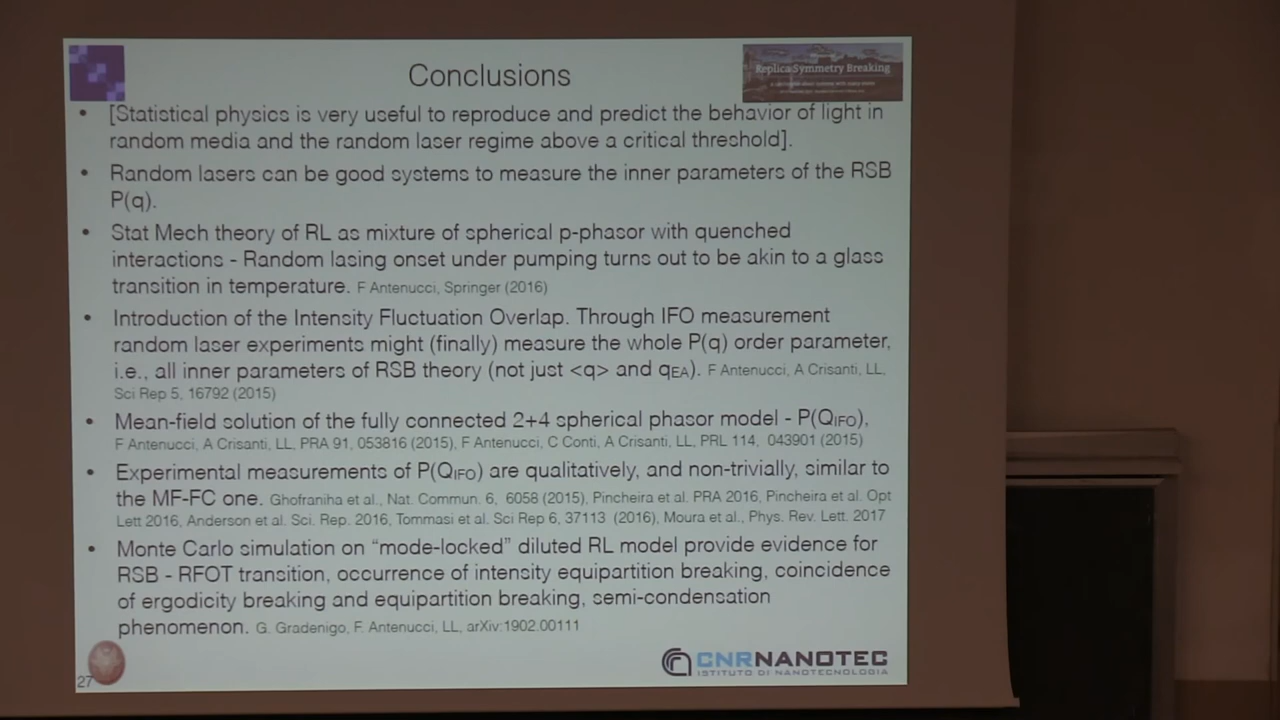 Conclusions
Replica Symmetry Breaking
• [Statistical physics is very useful to reproduce and predict the behavior of light in
random media and the random laser regime above a critical threshold].
• Random lasers can be good systems to measure the inner parameters of the RSB
P(q).
• Stat Mech theory of RL as mixture of spherical p-phasor with quenched
interactions - Random lasing onset under pumping turns out to be akin to a glass
transition in temperature. F Antenucci, Springer (2016)
• Introduction of the Intensity Fluctuation Overlap. Through IFO measurement
random laser experiments might (finally) measure the whole P(q) order parameter,
i.e., all inner parameters of RSB theory (not just <q> and qEA). F Antenucci, A Crisanti, LL,
Sci Rep 5, 16792 (2015)
• Mean-field solution of the fully connected 2+4 spherical phasor model - P(QIFO),
F Antenucci, A Crisanti, LL, PRA 91, 053816 (2015), F Antenucci, C Conti, A Crisanti, LL, PRL 114, 043901 (2015)
• Experimental measurements of P(QIFO) are qualitatively, and non-trivially, similar to
the MF-FC one. Ghofraniha et al., Nat. Commun. 6, 6058 (2015), Pincheira et al. PRA 2016, Pincheira et al. Opt
Lett 2016, Anderson et al. Sci. Rep. 2016, Tommasi et al. Sci Rep 6, 37113 (2016), Moura et al., Phys. Rev. Lett. 2017
• Monte Carlo simulation on "mode-locked" diluted RL model provide evidence for
RSB - RFOT transition, occurrence of intensity equipartition breaking, coincidence
of ergodicity breaking and equipartition breaking, semi-condensation
phenomenon. G. Gradenigo, F. Antenucci, LL, arXiv:1902.00111
CNRNANOTEC
ISTITUTO DI NANOTECNOLOGIA
27